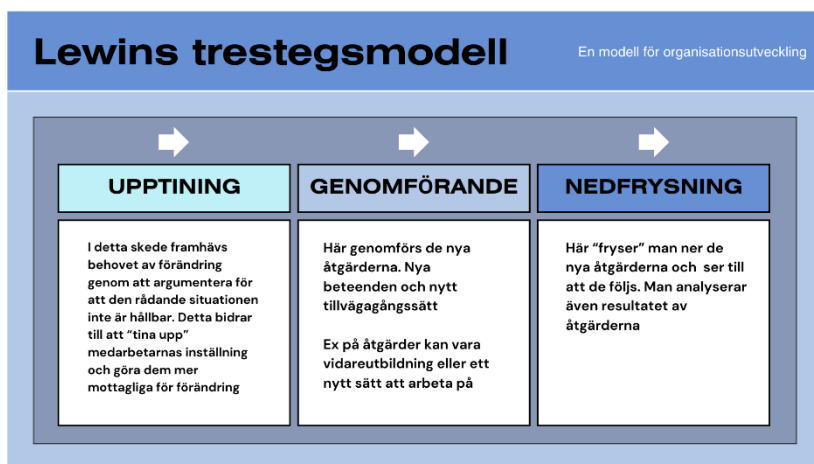 Lewins trestegsmodell
En modell för organisationsutveckling
UPPTINING
I detta skede framhävs
behovet av förändring
genom att argumentera för
att den rådande situationen
inte är hållbar. Detta bidrar
till att “tina upp”
medarbetarnas inställning
och göra dem mer
mottagliga för förändring
GENOMFÖRANDE
Här genomförs de nya
åtgärderna. Nya
beteenden och nytt
tillvägagångssätt
Ex på åtgärder kan vara
vidareutbildning eller ett
nytt sätt att arbeta på
NEDFRYSNING
Här “fryser” man ner de
nya åtgärderna och ser till
att de följs. Man analyserar
även resultatet av
åtgärderna